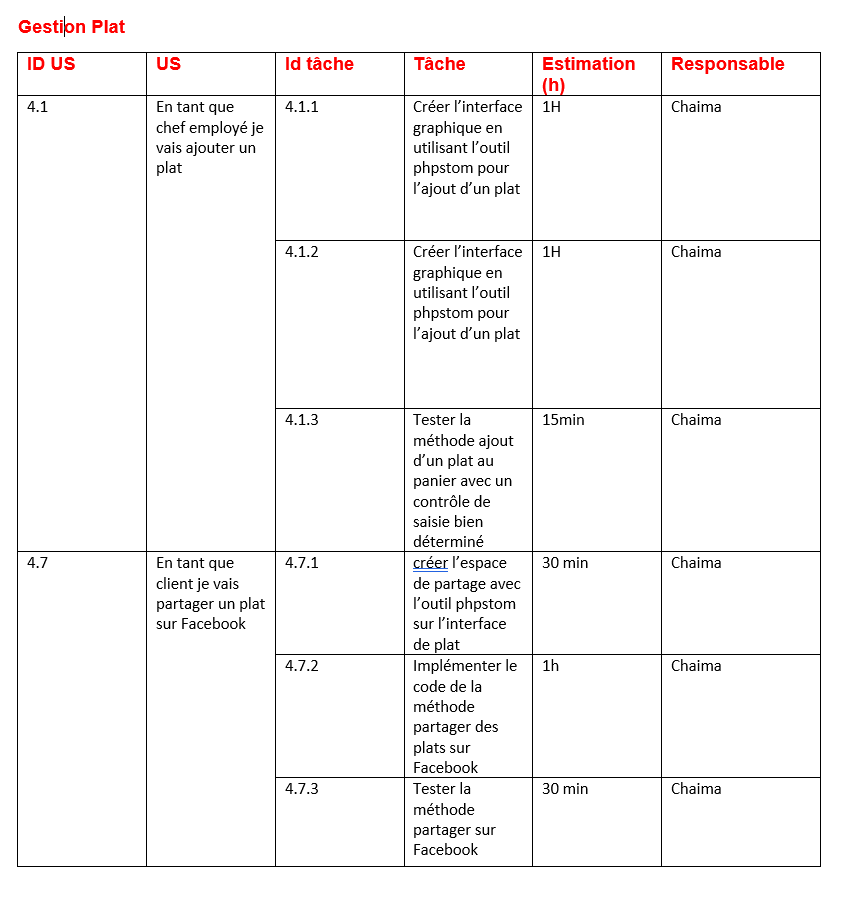 Gestion Plat
ID US
US
Id tâche
Tâche
Estimation
(h)
Responsable
4.1
En tant que
chef employé je
vais ajouter un
plat
4.1.1
Créer l’interface
graphique en
utilisant l’outil
phpstom pour
l’ajout d’un plat
1H
Chaima
4.1.2
Créer l’interface
graphique en
utilisant l’outil
phpstom pour
l’ajout d’un plat
1H
Chaima
4.1.3
Tester la
méthode ajout
d’un plat au
panier avec un
contrôle de
saisie bien
déterminé
15min
Chaima
4.7
En tant que
client je vais
partager un plat
sur Facebook
4.7.1
créer l’espace
de partage avec
l’outil phpstom
sur l’interface
de plat
30 min
Chaima
4.7.2
Implémenter le
code de la
méthode
partager des
plats sur
Facebook
1h
Chaima
4.7.3
Tester la
méthode
partager sur
Facebook
30 min
Chaima